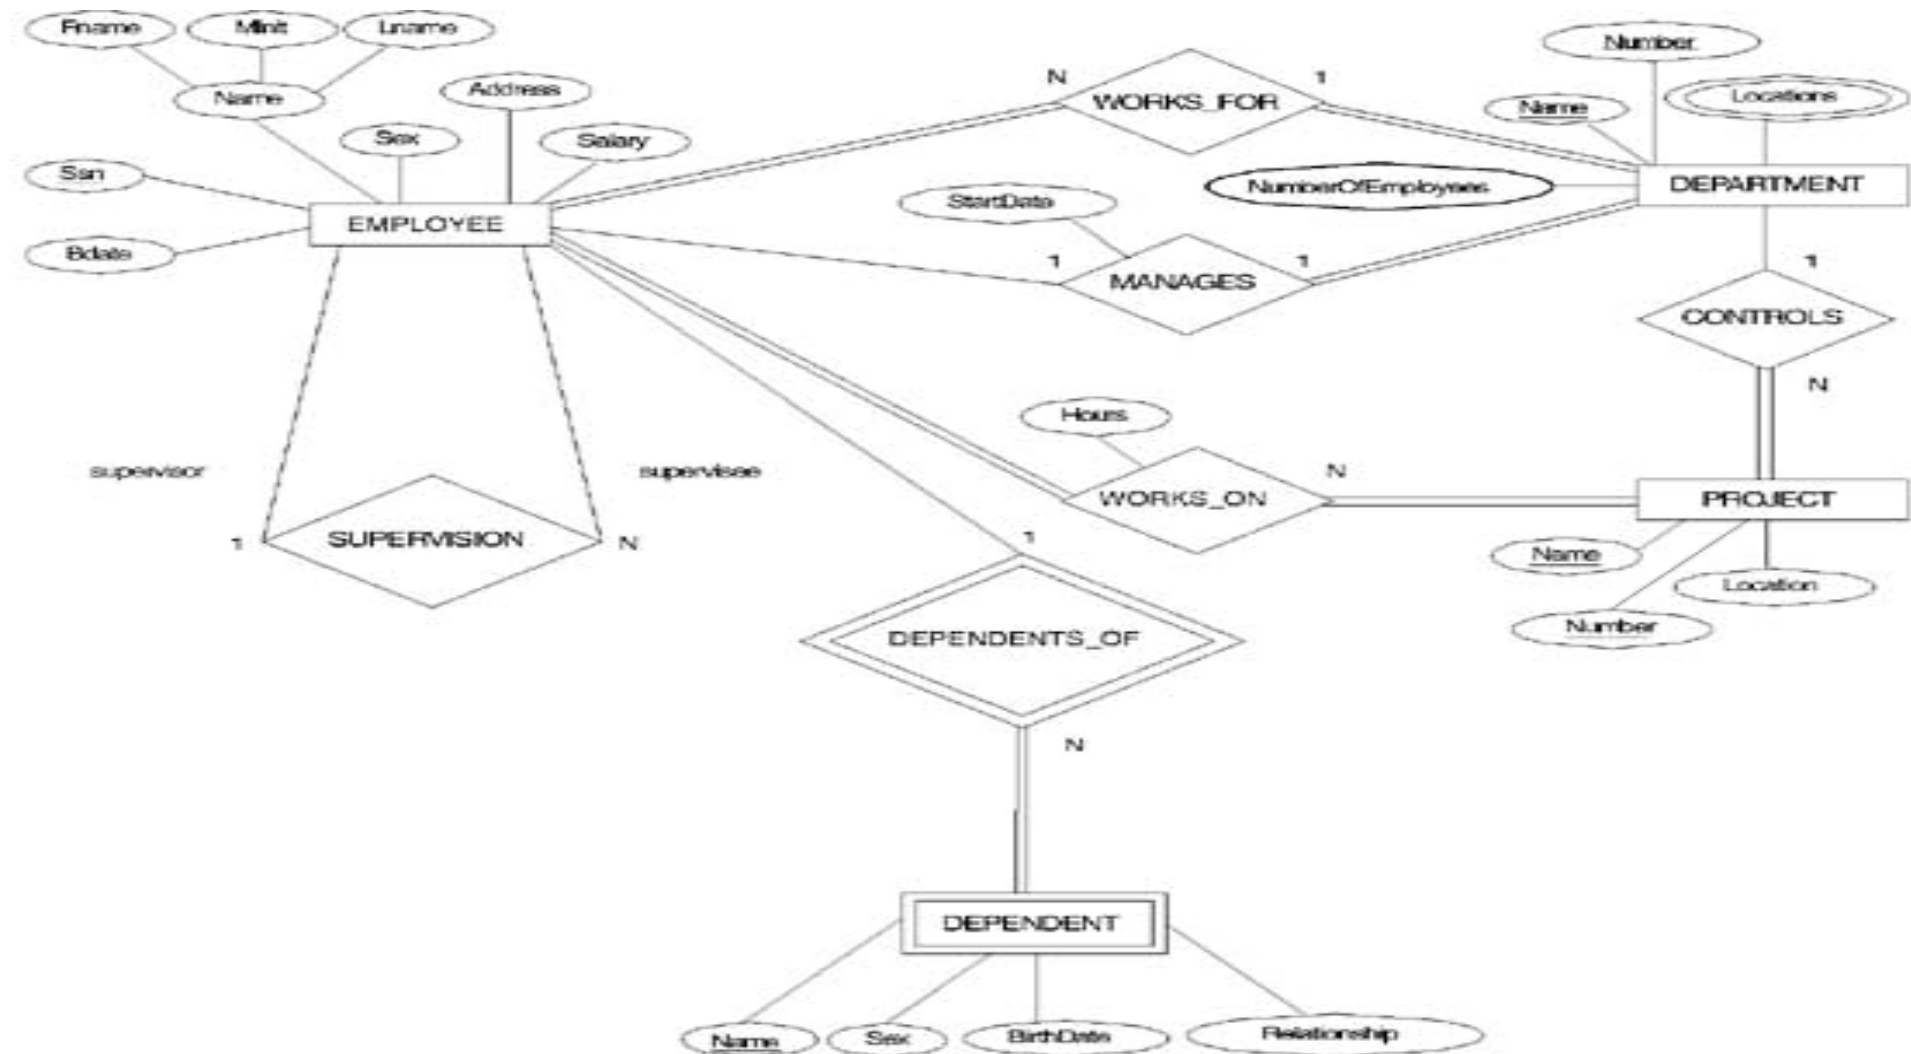 Fname
Minit
Lname
Number
Name
Address
N
1
WORKS_FOR
Name
Locations
Sex
Salary
Ssn
NumberOfEmployees
DEPARTMENT
StartDate
EMPLOYEE
Bdate
1
1
1
MANAGES
CONTROLS
N
Hours
supervisor
supervisee
N
WORKS_ON
PROJECT
1
SUPERVISION
N
1
Name
Location
Number
DEPENDENTS_OF
N
DEPENDENT
Name
Sex
BirthDate
Relationship